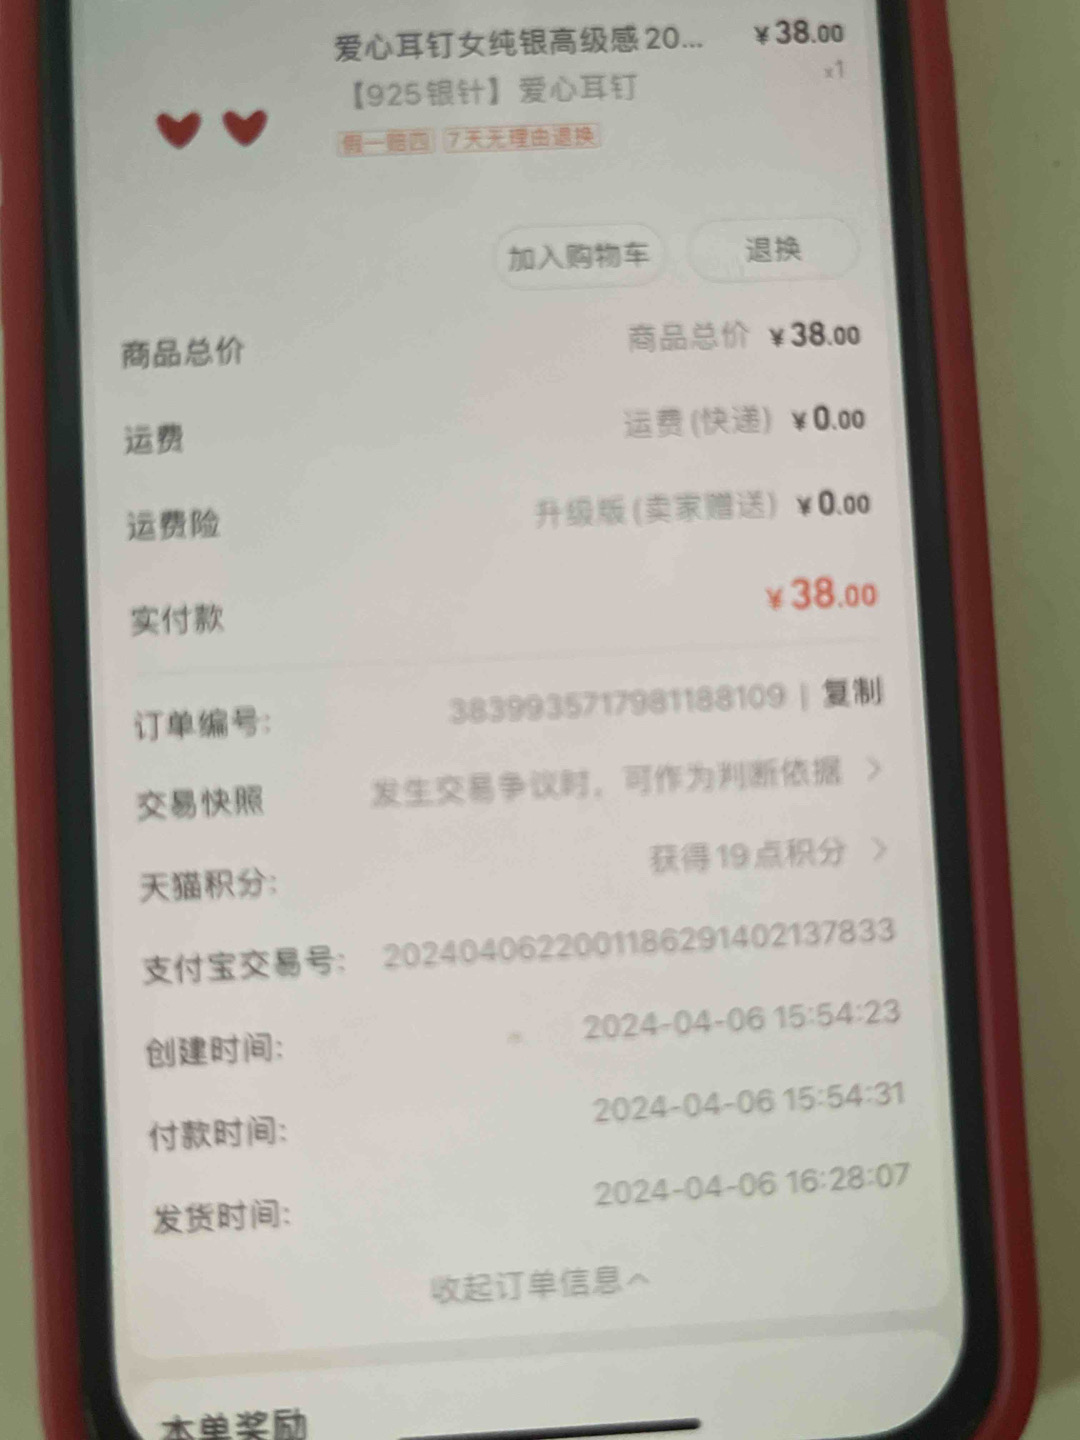 爱心耳钉女纯银高级感20... ¥38.00
【925银针】爱心耳钉 x1
假一赔四 7天无理由退换
加入购物车 退换
商品总价 商品总价 ¥38.00
运费 运费(快递) ¥0.00
运费险 升级版(卖家赠送) ¥0.00
实付款 ¥38.00
订单编号: 3839935717981188109 | 复制
交易快照 发生交易争议时，可作为判断依据 >
天猫积分: 获得19点积分 >
支付宝交易号: 2024040622001186291402137833
创建时间: 2024-04-06 15:54:23
付款时间: 2024-04-06 15:54:31
发货时间: 2024-04-06 16:28:07
收起订单信息
本单奖励